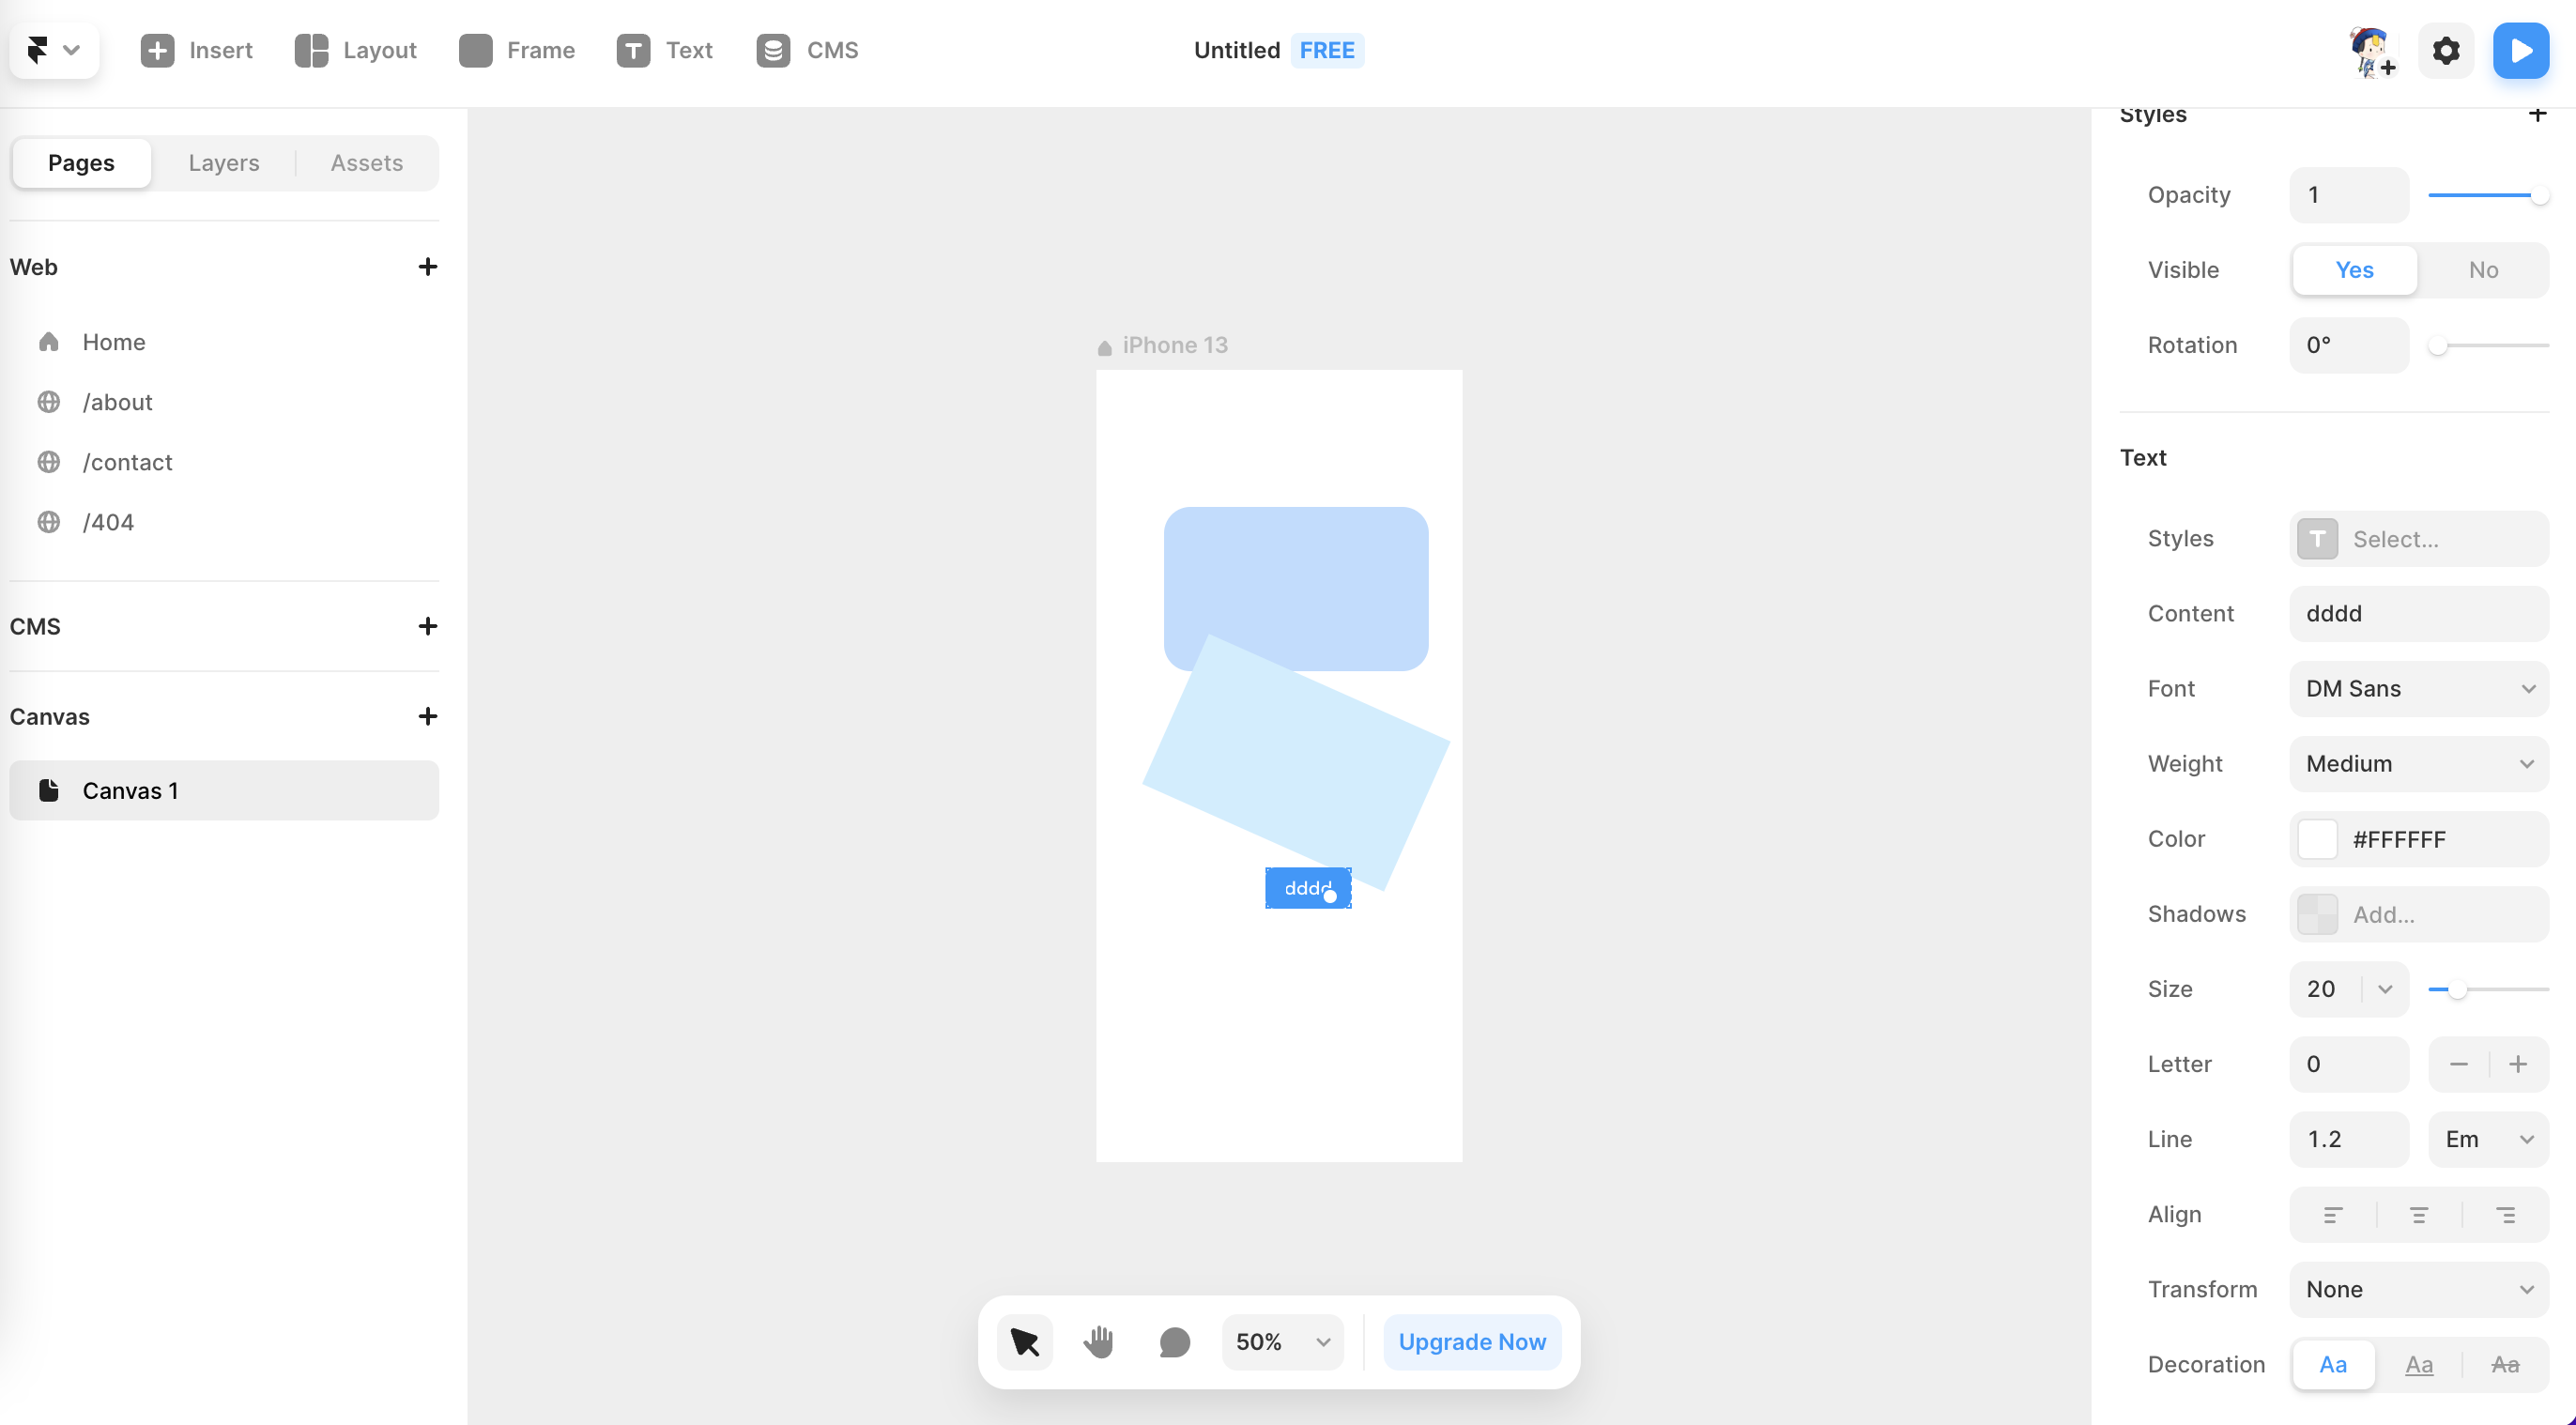 Insert Layout Frame Text CMS Untitled FREE
Pages Layers Assets
Web
Home
/about
/contact
/404
CMS
Canvas
Canvas 1
iPhone 13
dddd
50% Upgrade Now
Styles
Opacity 1
Visible Yes No
Rotation 0°
Text
Styles T Select...
Content dddd
Font DM Sans
Weight Medium
Color #FFFFFF
Shadows Add...
Size 20
Letter 0
Line 1.2 Em
Align
Transform None
Decoration Aa Aa Aa